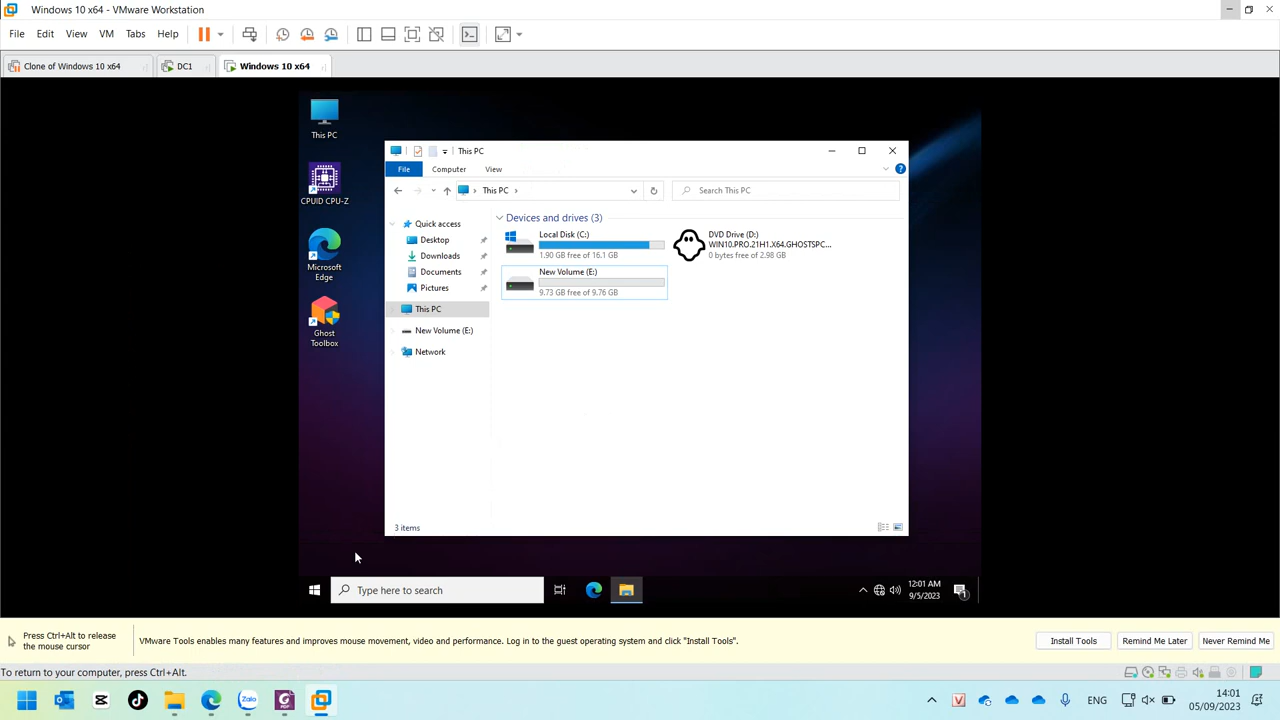 Windows 10 x64 - VMware Workstation
File Edit View VM Tabs Help
Clone of Windows 10 x64
DC1
Windows 10 x64
This PC
CPUID CPU-Z
Microsoft
Edge
Ghost
Toolbox
This PC
File Computer View
This PC
Search This PC
Quick access
Desktop
Downloads
Documents
Pictures
This PC
New Volume (E:)
Network
Devices and drives (3)
Local Disk (C:)
1.90 GB free of 16.1 GB
DVD Drive (D:)
WIN10.PRO.21H1.X64.GHOSTSPC...
0 bytes free of 2.98 GB
New Volume (E:)
9.73 GB free of 9.76 GB
3 items
Type here to search
12:01 AM
9/5/2023
1
Press Ctrl+Alt to release
the mouse cursor
VMware Tools enables many features and improves mouse movement, video and performance. Log in to the guest operating system and click "Install Tools".
Install Tools
Remind Me Later
Never Remind Me
To return to your computer, press Ctrl+Alt.
Zalo
ENG
14:01
05/09/2023